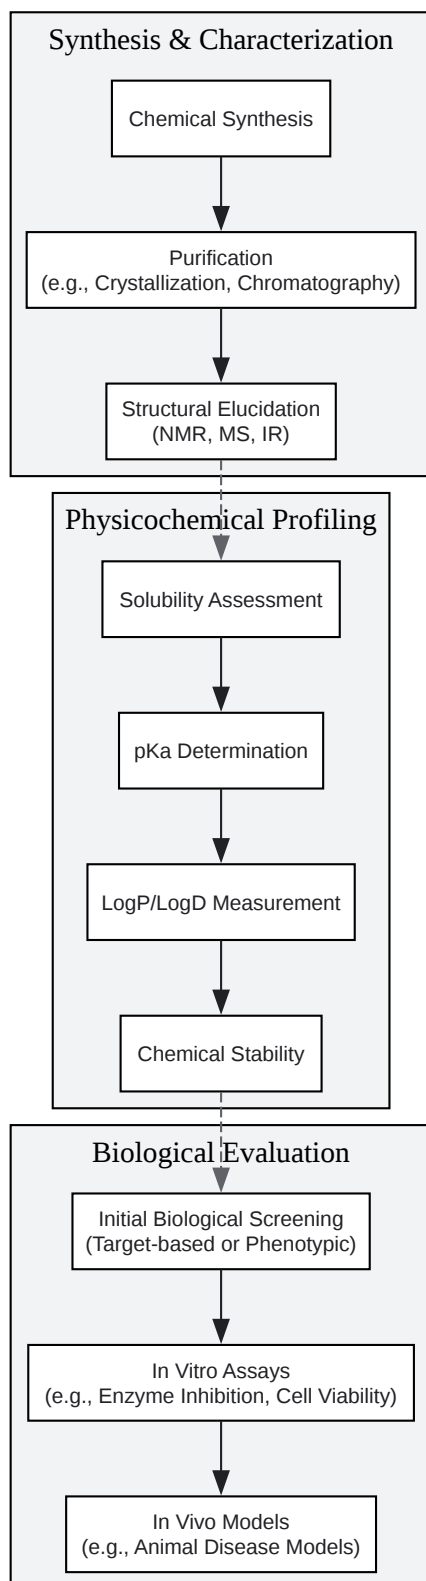 Synthesis & Characterization
Chemical Synthesis
Purification
(e.g., Crystallization, Chromatography)
Structural Elucidation
(NMR, MS, IR)
Physicochemical Profiling
Solubility Assessment
pKa Determination
LogP/LogD Measurement
Chemical Stability
Biological Evaluation
Initial Biological Screening
(Target-based or Phenotypic)
In Vitro Assays
(e.g., Enzyme Inhibition, Cell Viability)
In Vivo Models
(e.g., Animal Disease Models)